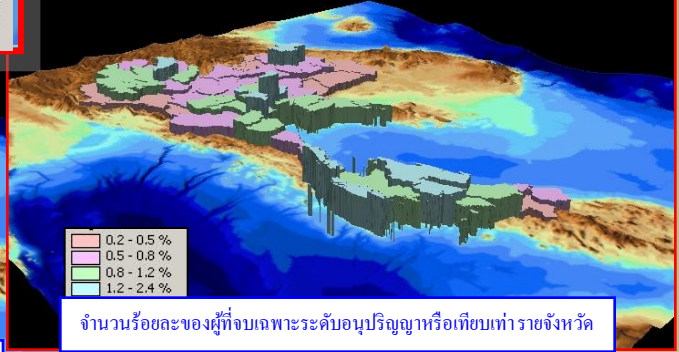 0.2 - 0.5 %
0.5 - 0.8 %
0.8 - 1.2 %
1.2 - 2.4 %
จำนวนร้อยละของผู้ที่จบเฉพาะระดับอนุปริญญาหรือเทียบเท่า รายจังหวัด